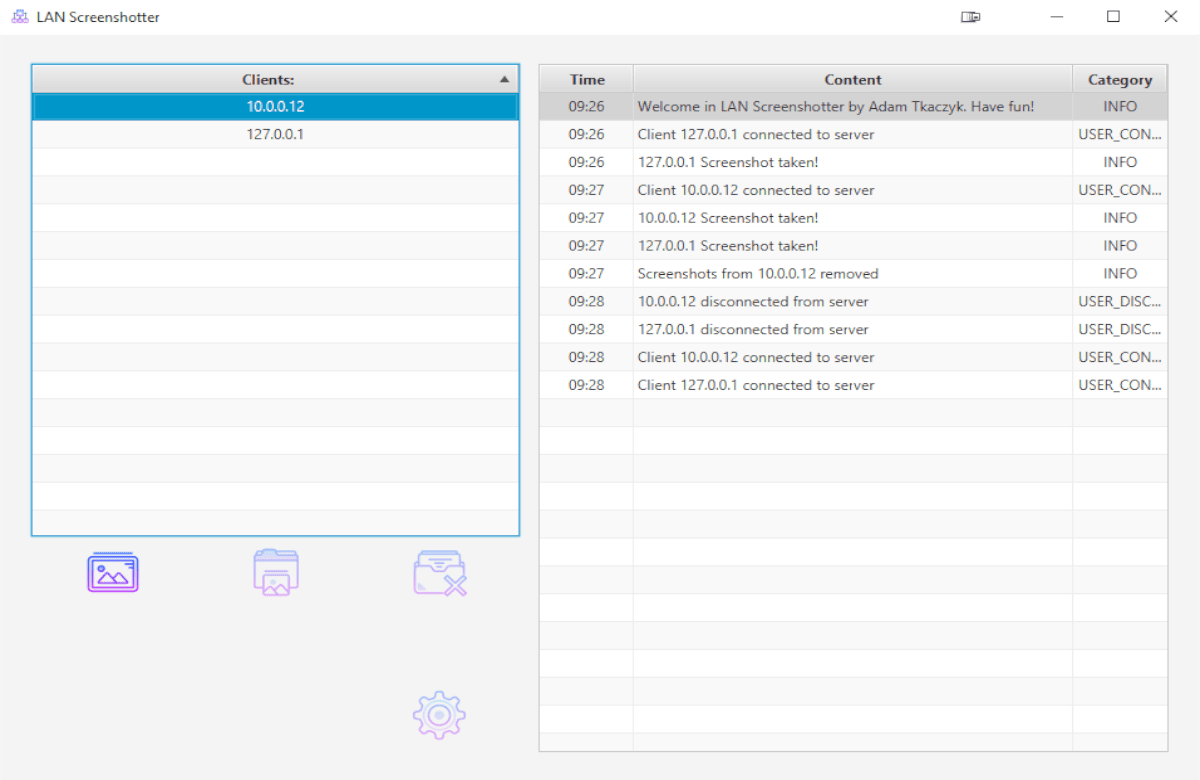 LAN Screenshotter
Clients:
10.0.0.12
127.0.0.1
Time Content Category
09:26 Welcome in LAN Screenshotter by Adam Tkaczyk. Have fun! INFO
09:26 Client 127.0.0.1 connected to server USER_CON...
09:26 127.0.0.1 Screenshot taken! INFO
09:27 Client 10.0.0.12 connected to server USER_CON...
09:27 10.0.0.12 Screenshot taken! INFO
09:27 127.0.0.1 Screenshot taken! INFO
09:27 Screenshots from 10.0.0.12 removed INFO
09:28 10.0.0.12 disconnected from server USER_DISC...
09:28 127.0.0.1 disconnected from server USER_DISC...
09:28 Client 10.0.0.12 connected to server USER_CON...
09:28 Client 127.0.0.1 connected to server USER_CON...